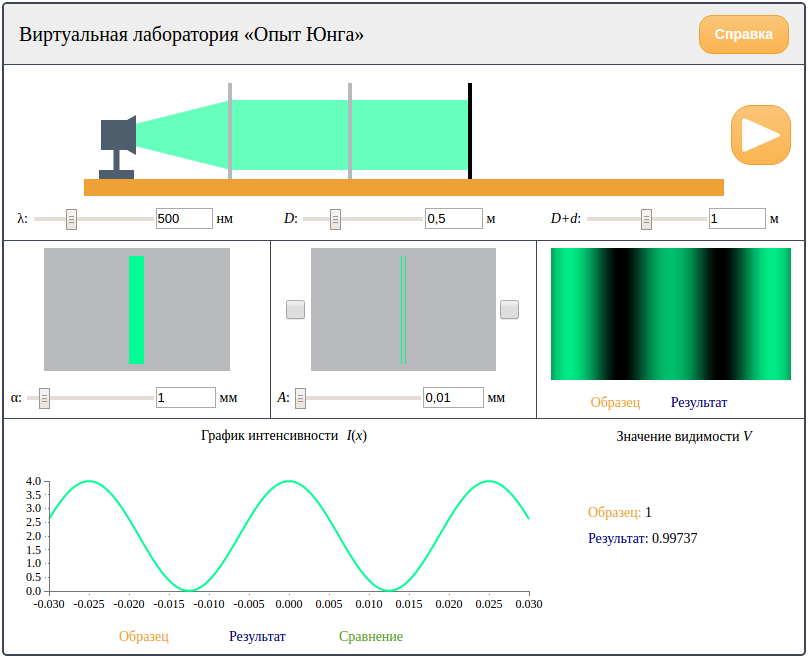 Виртуальная лаборатория «Опыт Юнга»
Справка
λ: 500 нм
D: 0,5 м
D+d: 1 м
α: 1 мм
A: 0,01 мм
Образец Результат
График интенсивности I(x)
Значение видимости V
4.0
3.5
3.0
2.5
2.0
1.5
1.0
0.5
0.0
-0.030 -0.025 -0.020 -0.015 -0.010 -0.005 0.000 0.005 0.010 0.015 0.020 0.025 0.030
Образец: 1
Результат: 0.99737
Образец Результат Сравнение